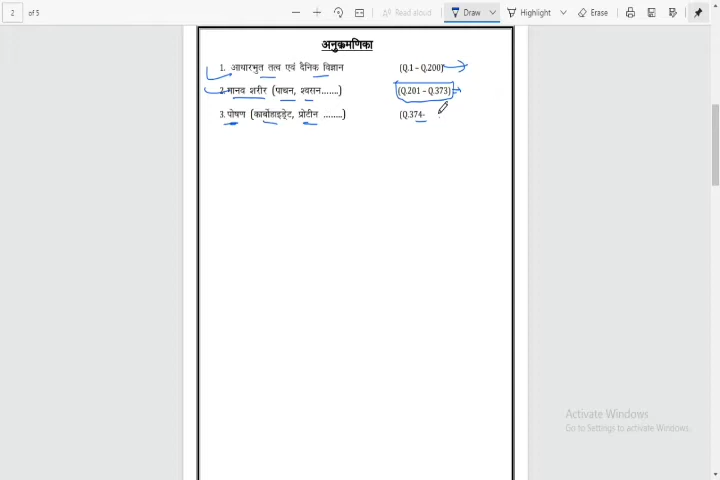 2 of 5 Read aloud Draw Highlight Erase
अनुक्रमणिका
1. आधारभुत तत्व एवं दैनिक विज्ञान (Q.1 – Q.200)
2. मानव शरीर (पाचन, श्वसन.......) (Q.201 – Q.373)
3. पोषण (कार्बोहाइड्रेट, प्रोटीन ........) (Q.374-
Activate Windows
Go to Settings to activate Windows.